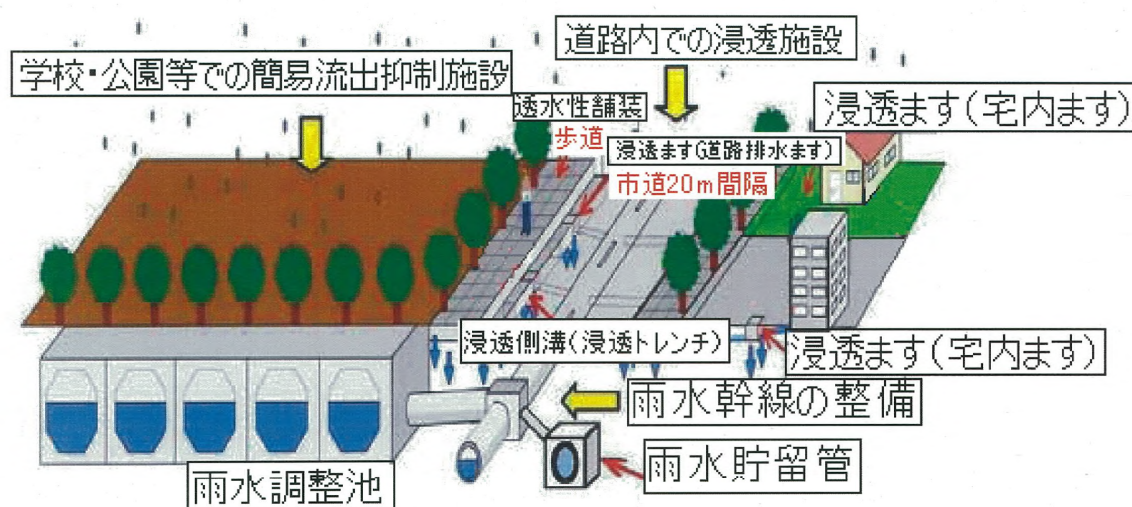 道路内での浸透施設
学校・公園等での簡易流出抑制施設
透水性舗装
浸透ます(宅内ます)
歩道
浸透ます(道路排水ます)
市道20m間隔
浸透側溝(浸透トレンチ)
浸透ます(宅内ます)
雨水幹線の整備
雨水貯留管
雨水調整池